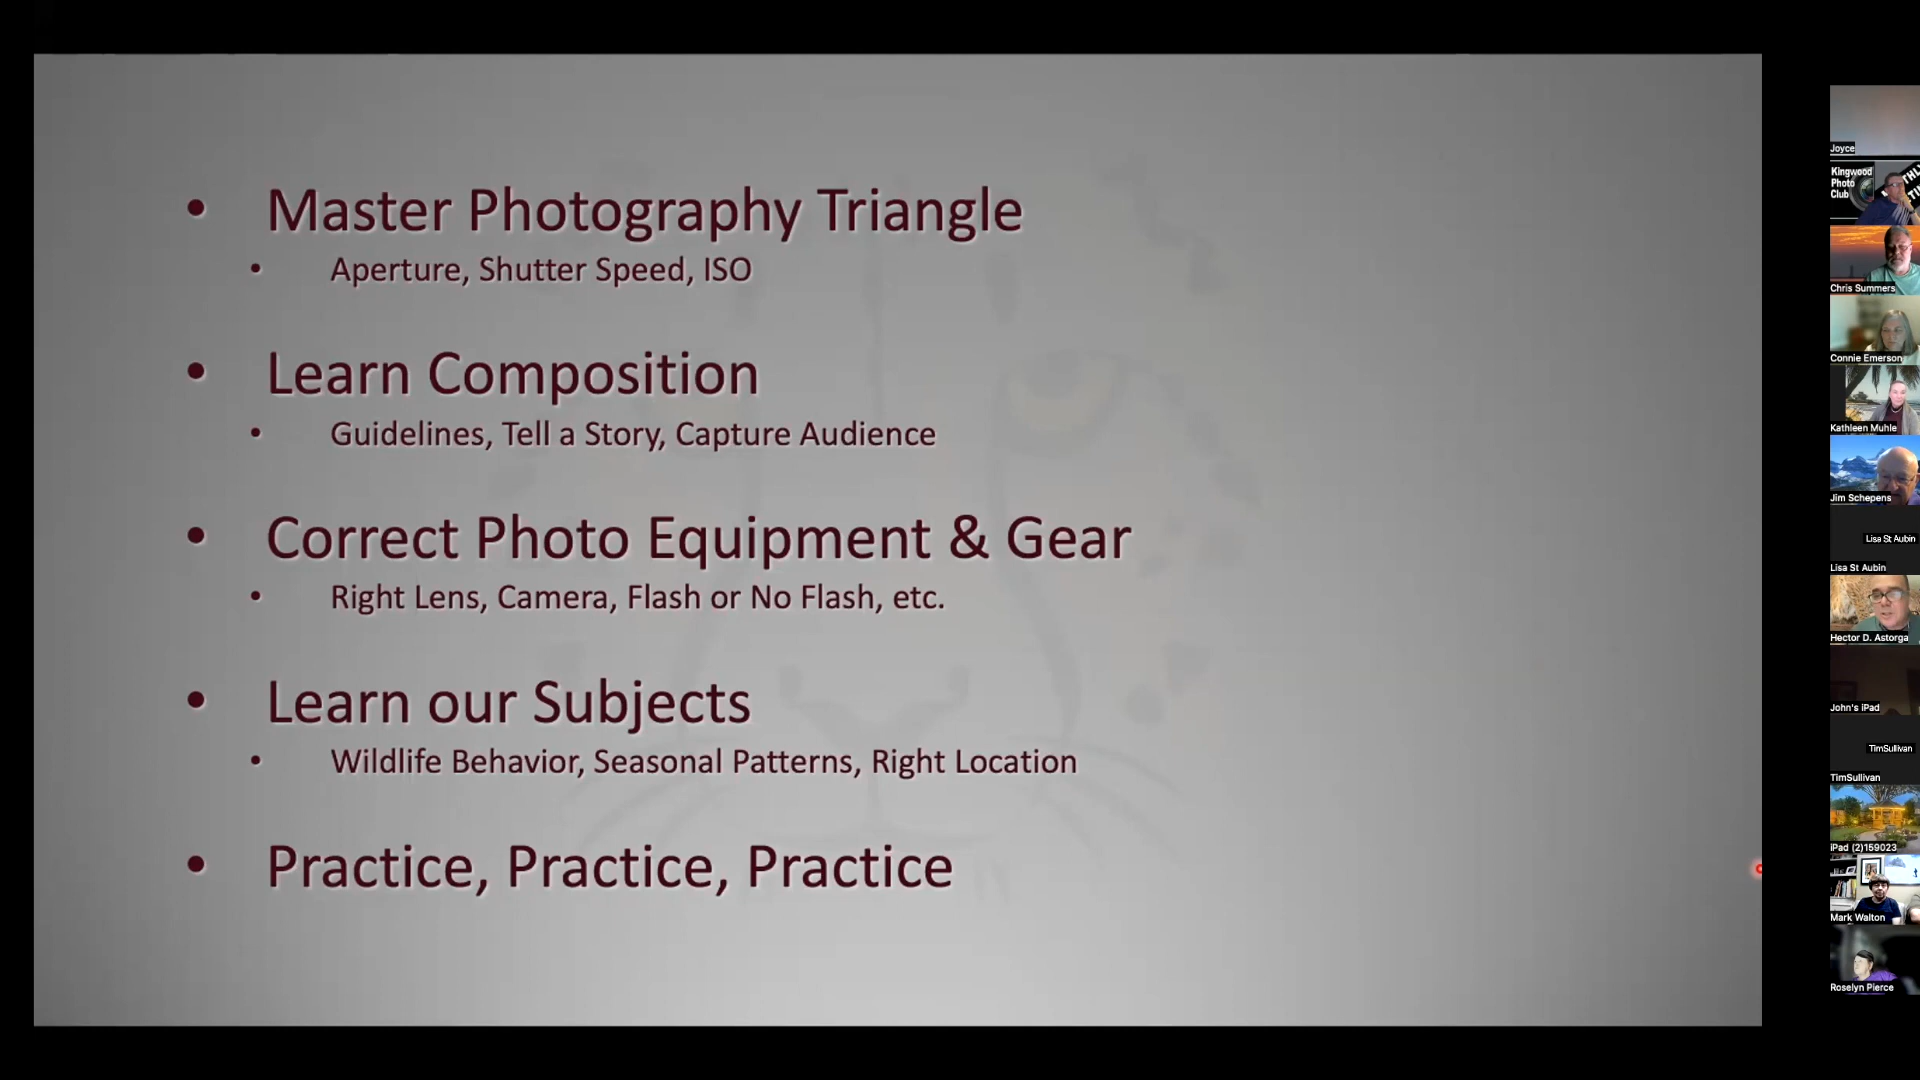 • Master Photography Triangle
• Aperture, Shutter Speed, ISO
• Learn Composition
• Guidelines, Tell a Story, Capture Audience
• Correct Photo Equipment & Gear
• Right Lens, Camera, Flash or No Flash, etc.
• Learn our Subjects
• Wildlife Behavior, Seasonal Patterns, Right Location
• Practice, Practice, Practice
Joyce
Kingwood
Photo
Club
Chris Summers
Connie Emerson
Kathleen Muhle
Jim Schepens
Lisa St Aubin
Lisa St Aubin
Hector D. Astorga
John's iPad
TimSullivan
TimSullivan
iPad (2)159023
Mark Walton
Roselyn Pierce